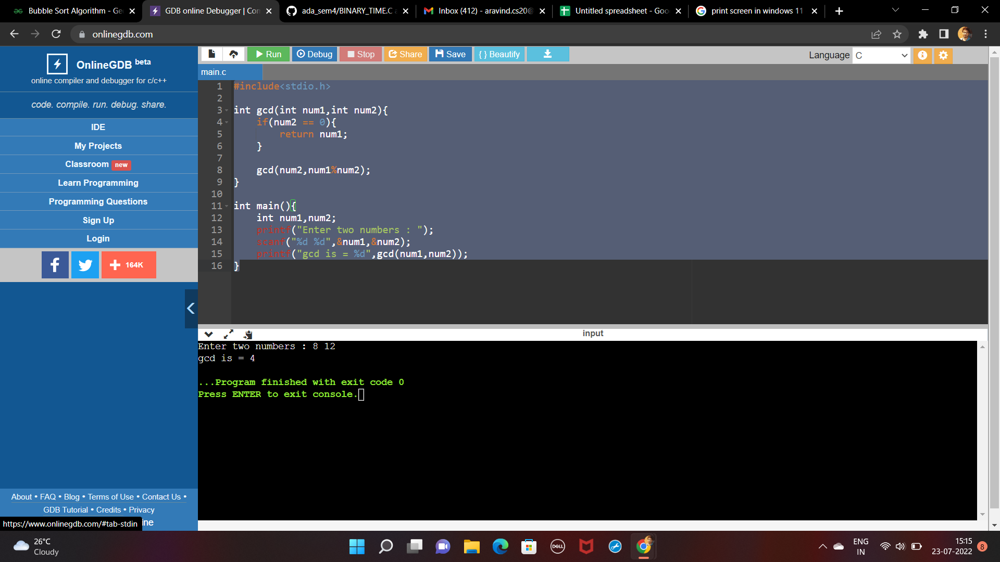 Bubble Sort Algorithm - Ge
GDB online Debugger | Con
ada_sem4/BINARY_TIME.C a
Inbox (412) - aravind.cs20@
Untitled spreadsheet - Goo
print screen in windows 11
onlinegdb.com
OnlineGDB beta
online compiler and debugger for c/c++
code. compile. run. debug. share.
IDE
My Projects
Classroom new
Learn Programming
Programming Questions
Sign Up
Login
164K
About • FAQ • Blog • Terms of Use • Contact Us •
GDB Tutorial • Credits • Privacy
https://www.onlinegdb.com/#tab-stdin
ine
Run
Debug
Stop
Share
Save
{ } Beautify
Language C
main.c
1 #include<stdio.h>
2
3 int gcd(int num1,int num2){
4 if(num2 == 0){
5 return num1;
6 }
7
8 gcd(num2,num1%num2);
9 }
10
11 int main(){
12 int num1,num2;
13 printf("Enter two numbers : ");
14 scanf("%d %d",&num1,&num2);
15 printf("gcd is = %d",gcd(num1,num2));
16 }
input
Enter two numbers : 8 12
gcd is = 4
...Program finished with exit code 0
Press ENTER to exit console.
26°C
Cloudy
DELL
ENG
IN
15:15
23-07-2022
8